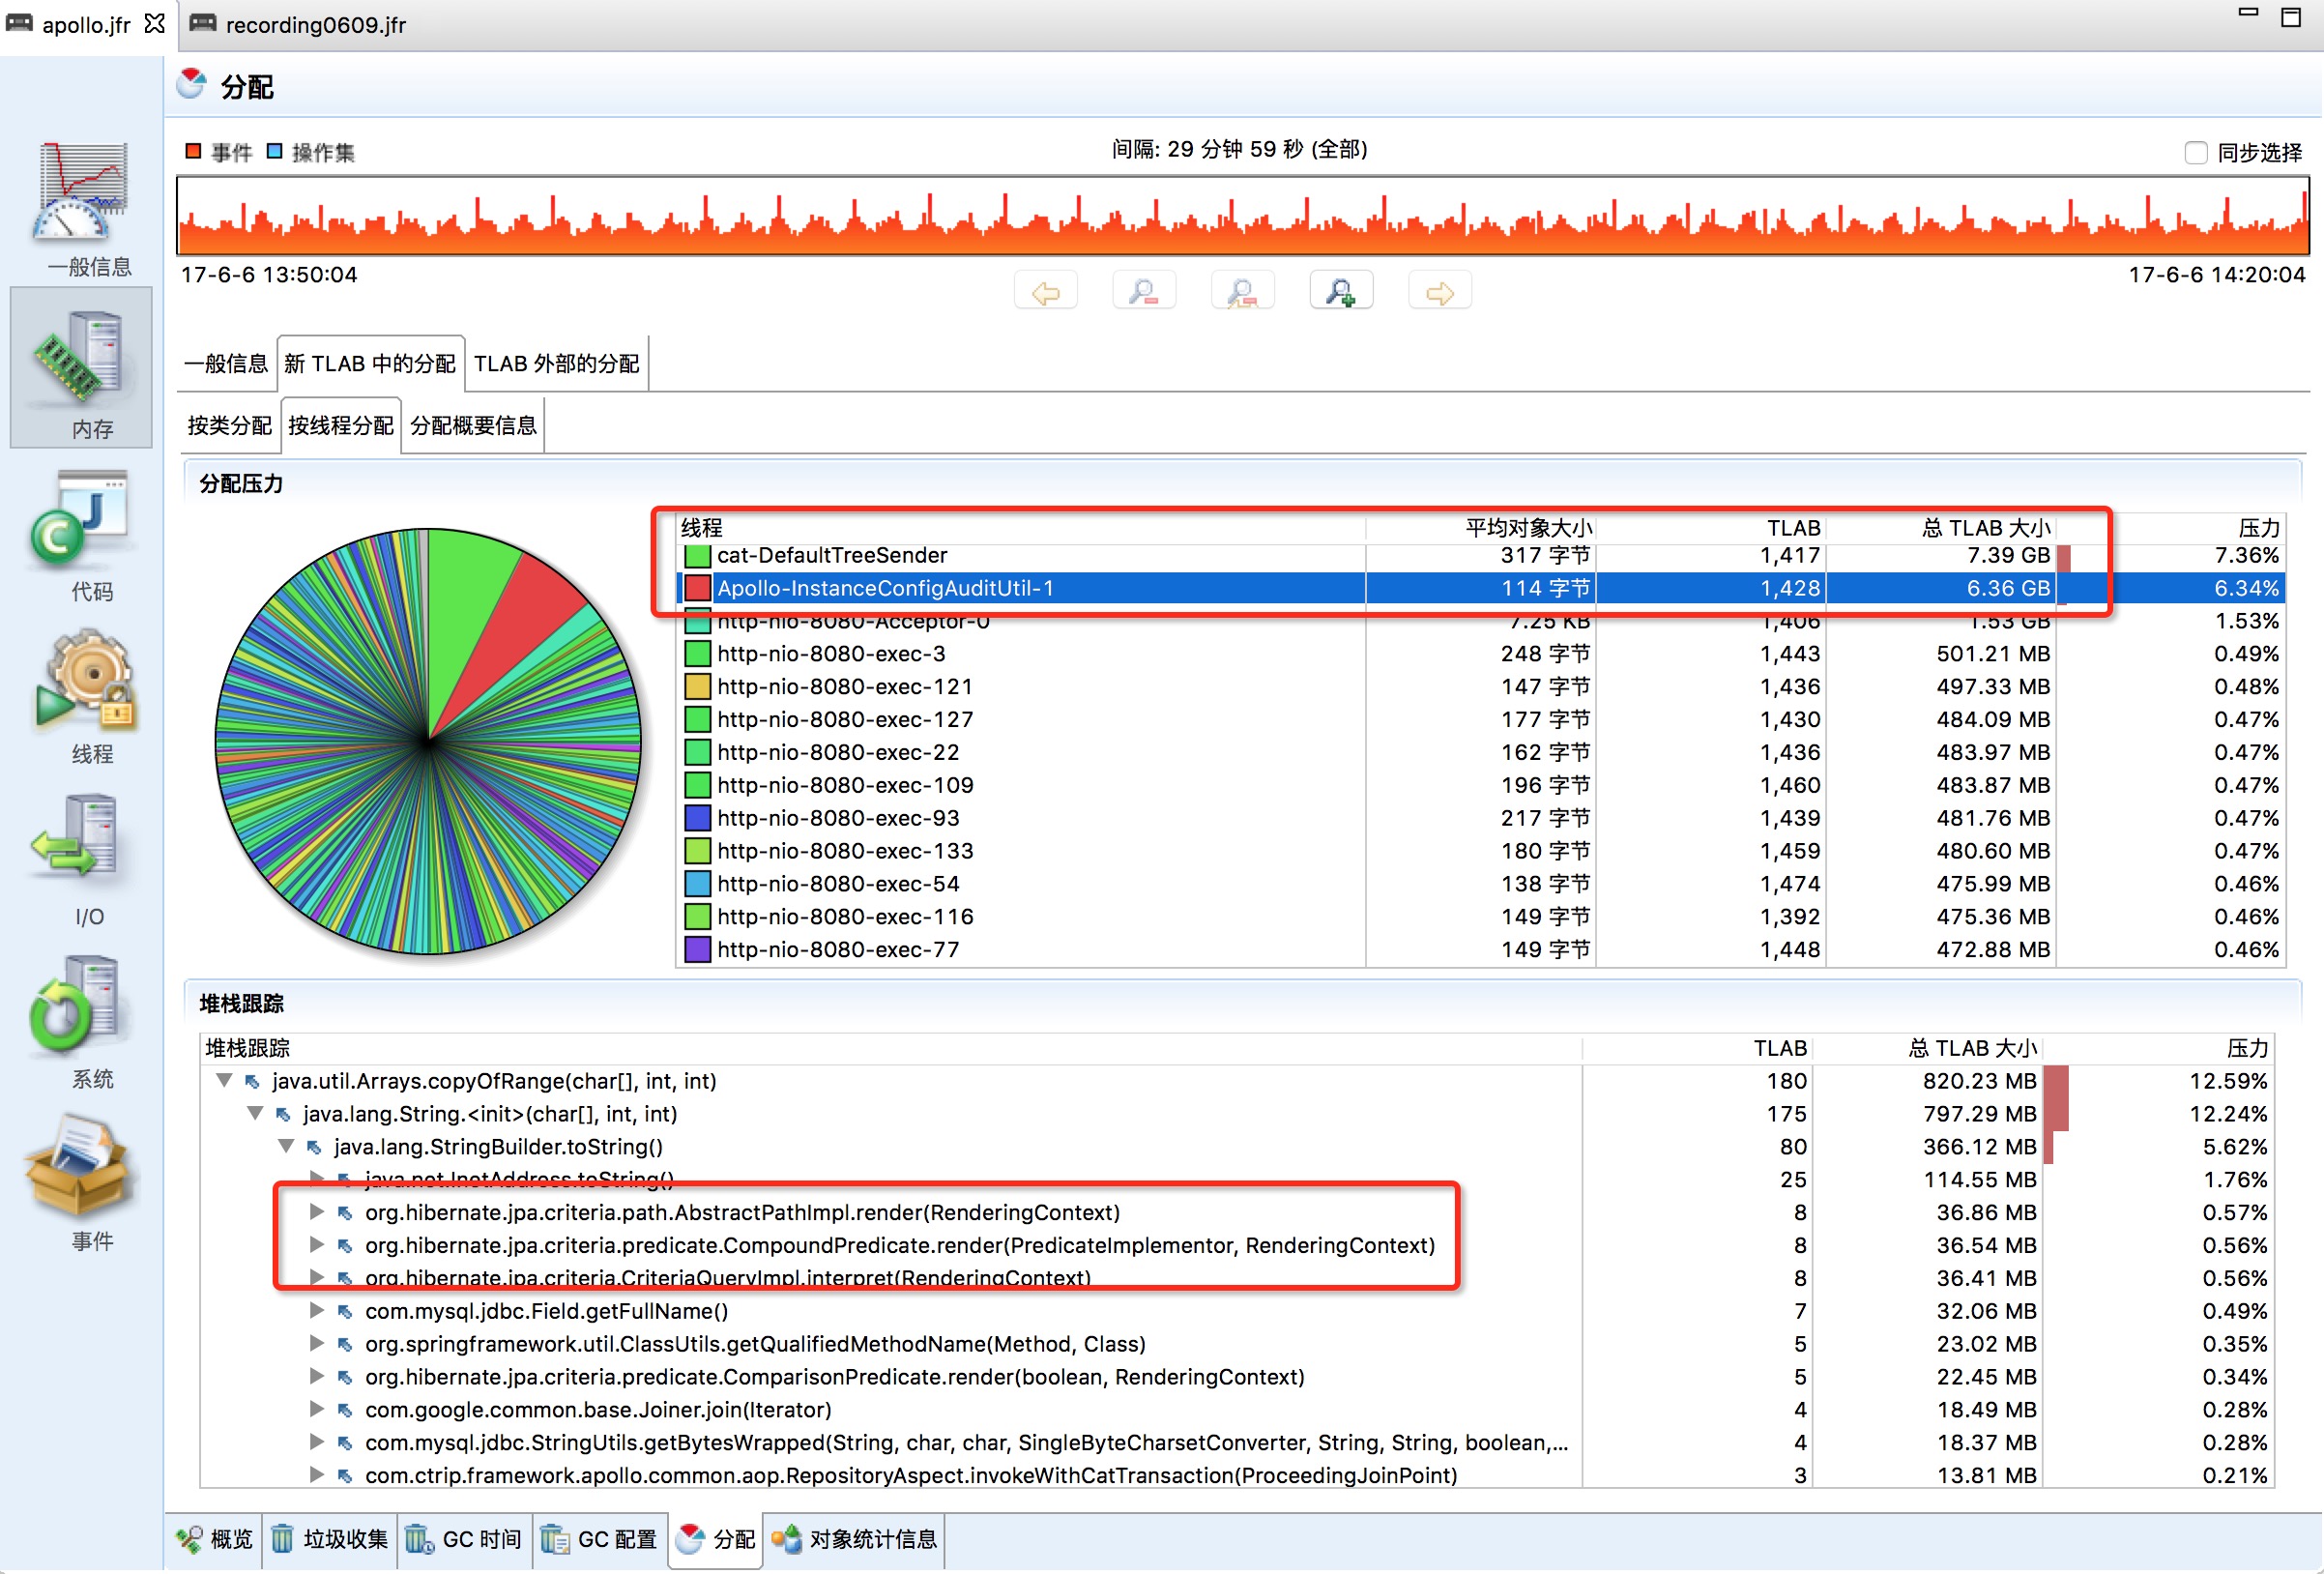 apollo.jfr recording0609.jfr
分配
事件 操作集 间隔: 29 分钟 59 秒 (全部) 同步选择
17-6-6 13:50:04 17-6-6 14:20:04
一般信息
内存
代码
线程
I/O
系统
事件
一般信息 新 TLAB 中的分配 TLAB 外部的分配
按类分配 按线程分配 分配概要信息
分配压力
线程 平均对象大小 TLAB 总 TLAB 大小 压力
cat-DefaultTreeSender 317 字节 1,417 7.39 GB 7.36%
Apollo-InstanceConfigAuditUtil-1 114 字节 1,428 6.36 GB 6.34%
http-nio-8080-Acceptor-0 7.25 KB 1,406 1.53 GB 1.53%
http-nio-8080-exec-3 248 字节 1,443 501.21 MB 0.49%
http-nio-8080-exec-121 147 字节 1,436 497.33 MB 0.48%
http-nio-8080-exec-127 177 字节 1,430 484.09 MB 0.47%
http-nio-8080-exec-22 162 字节 1,436 483.97 MB 0.47%
http-nio-8080-exec-109 196 字节 1,460 483.87 MB 0.47%
http-nio-8080-exec-93 217 字节 1,439 481.76 MB 0.47%
http-nio-8080-exec-133 180 字节 1,459 480.60 MB 0.47%
http-nio-8080-exec-54 138 字节 1,474 475.99 MB 0.46%
http-nio-8080-exec-116 149 字节 1,392 475.36 MB 0.46%
http-nio-8080-exec-77 149 字节 1,448 472.88 MB 0.46%
堆栈跟踪
堆栈跟踪 TLAB 总 TLAB 大小 压力
java.util.Arrays.copyOfRange(char[], int, int) 180 820.23 MB 12.59%
java.lang.String.<init>(char[], int, int) 175 797.29 MB 12.24%
java.lang.StringBuilder.toString() 80 366.12 MB 5.62%
java.net.InetAddress.toString() 25 114.55 MB 1.76%
org.hibernate.jpa.criteria.path.AbstractPathImpl.render(RenderingContext) 8 36.86 MB 0.57%
org.hibernate.jpa.criteria.predicate.CompoundPredicate.render(PredicateImplementor, RenderingContext) 8 36.54 MB 0.56%
org.hibernate.jpa.criteria.CriteriaQueryImpl.interpret(RenderingContext) 8 36.41 MB 0.56%
com.mysql.jdbc.Field.getFullName() 7 32.06 MB 0.49%
org.springframework.util.ClassUtils.getQualifiedMethodName(Method, Class) 5 23.02 MB 0.35%
org.hibernate.jpa.criteria.predicate.ComparisonPredicate.render(boolean, RenderingContext) 5 22.45 MB 0.34%
com.google.common.base.Joiner.join(Iterator) 4 18.49 MB 0.28%
com.mysql.jdbc.StringUtils.getBytesWrapped(String, char, char, SingleByteCharsetConverter, String, String, boolean,... 4 18.37 MB 0.28%
com.ctrip.framework.apollo.common.aop.RepositoryAspect.invokeWithCatTransaction(ProceedingJoinPoint) 3 13.81 MB 0.21%
概览 垃圾收集 GC 时间 GC 配置 分配 对象统计信息